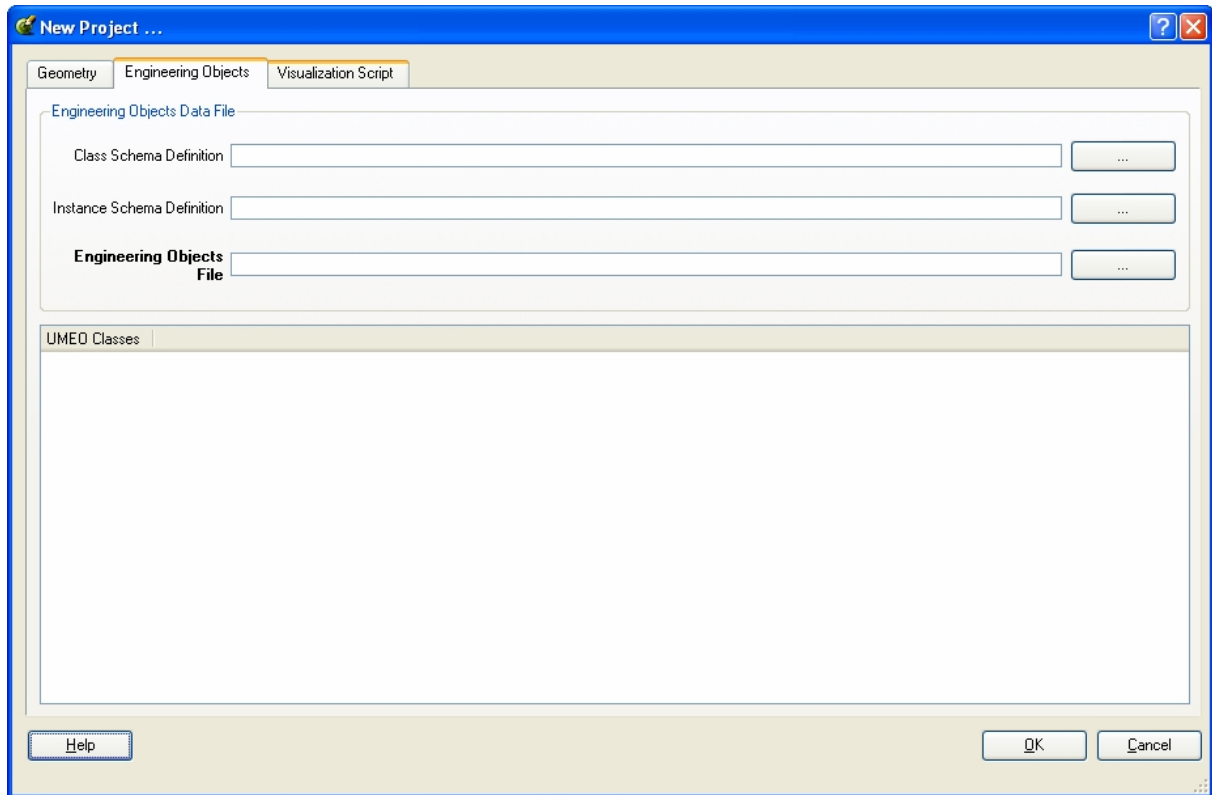 New Project ...
Geometry Engineering Objects Visualization Script
Engineering Objects Data File
Class Schema Definition ...
Instance Schema Definition ...
Engineering Objects
File ...
UMEO Classes
Help OK Cancel